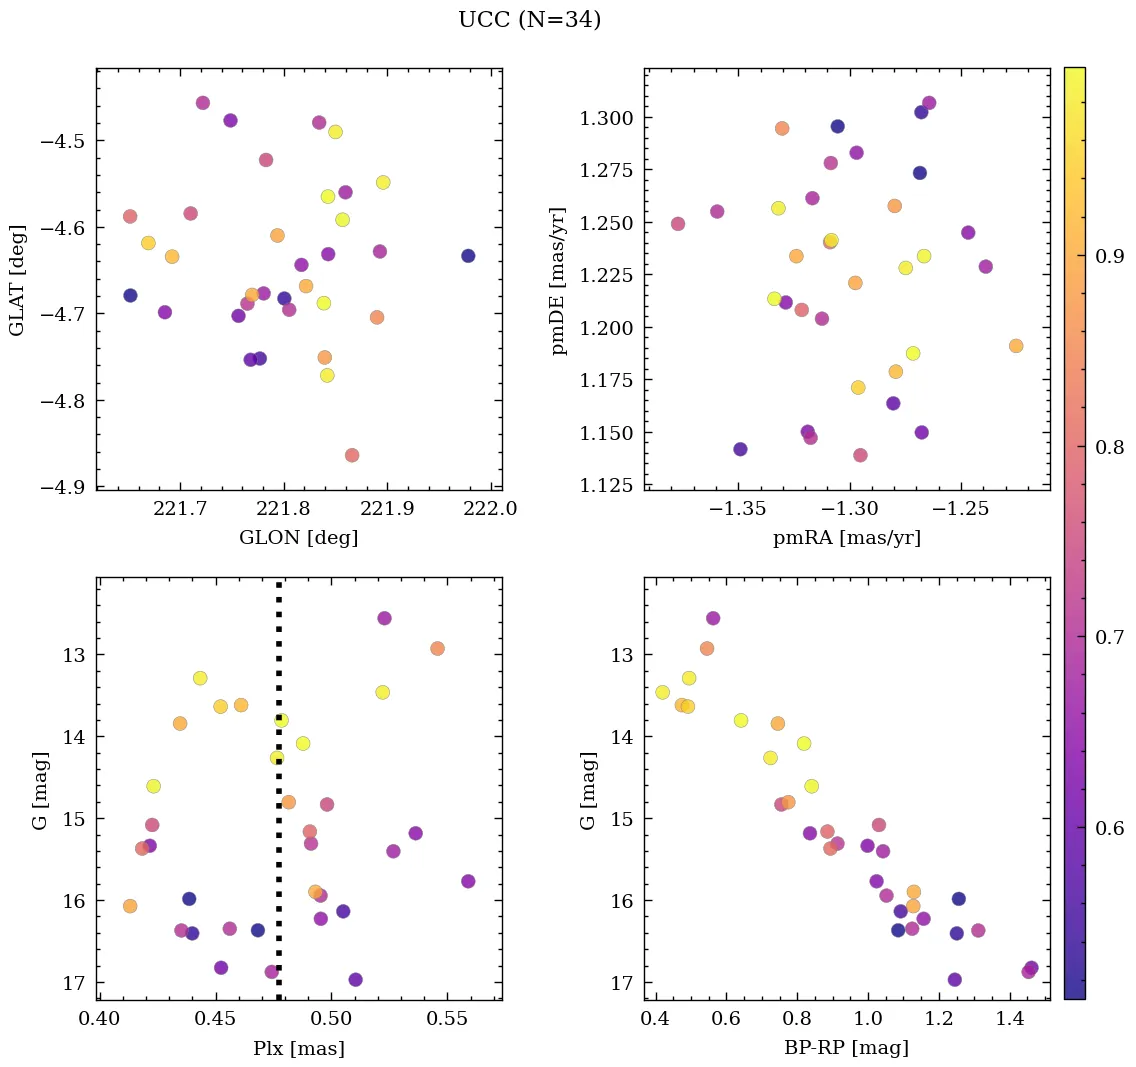 UCC (N=34)
−4.5
−4.6
−4.7
−4.8
−4.9
GLAT [deg]
221.7 221.8 221.9 222.0
GLON [deg]
1.300
1.275
1.250
1.225
1.200
1.175
1.150
1.125
pmDE [mas/yr]
−1.35 −1.30 −1.25
pmRA [mas/yr]
0.9
0.8
0.7
0.6
13
14
15
16
17
G [mag]
0.40 0.45 0.50 0.55
Plx [mas]
13
14
15
16
17
G [mag]
0.4 0.6 0.8 1.0 1.2 1.4
BP-RP [mag]